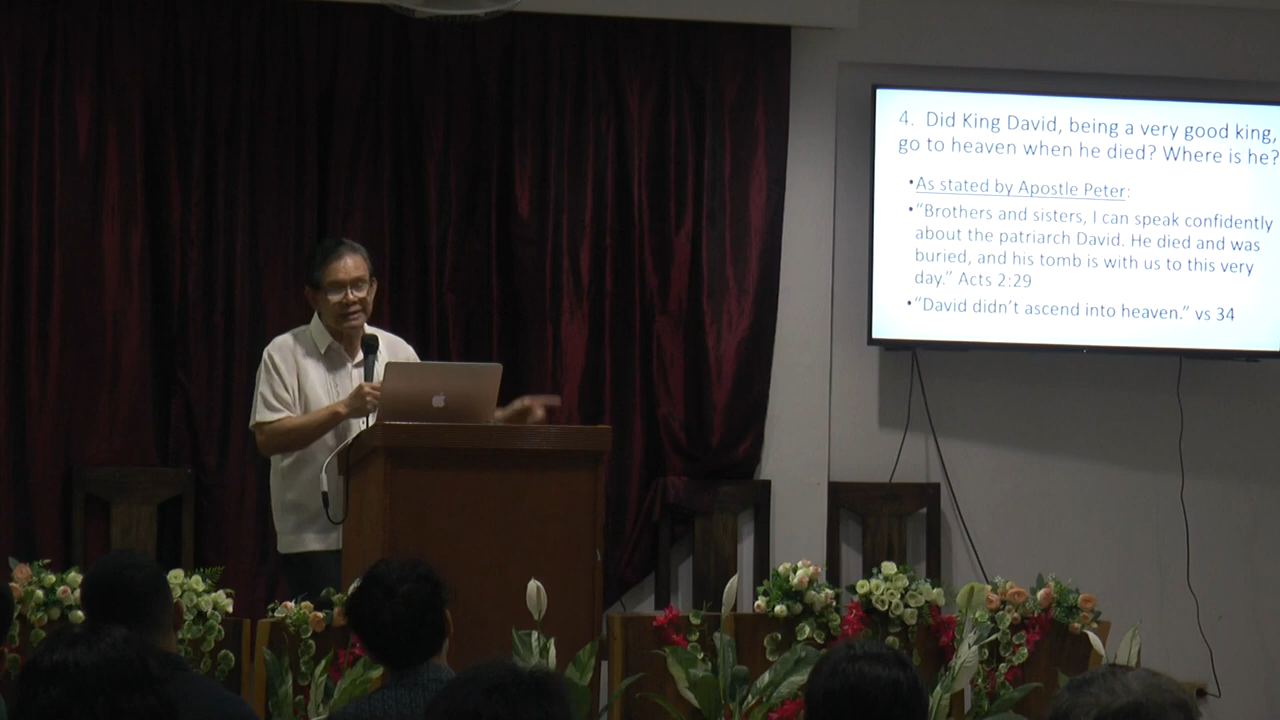 4. Did King David, being a very good king,
go to heaven when he died? Where is he?
•As stated by Apostle Peter:
•“Brothers and sisters, I can speak confidently
about the patriarch David. He died and was
buried, and his tomb is with us to this very
day.” Acts 2:29
•“David didn’t ascend into heaven.” vs 34